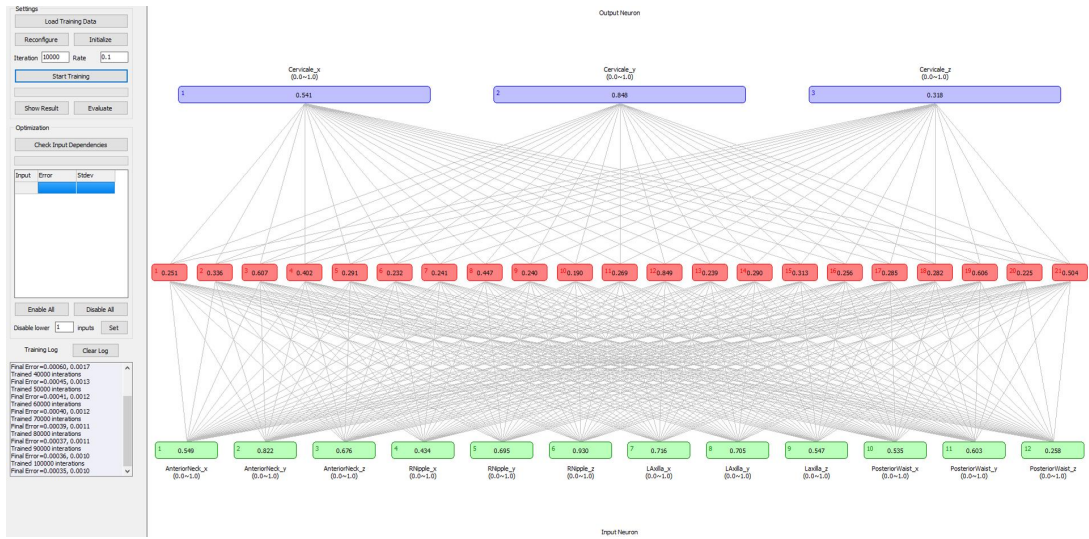 Settings
Load Training Data
Reconfigure Initialize
Iteration 10000 Rate 0.1
Start Training
Show Result Evaluate
Optimization
Check Input Dependencies
Input Error Stdev
Enable All Disable All
Disable lower 1 inputs Set
Training Log Clear Log
Final Error=0.00060, 0.0017
Trained 40000 interations
Final Error=0.00045, 0.0013
Trained 50000 interations
Final Error=0.00041, 0.0012
Trained 60000 interations
Final Error=0.00040, 0.0012
Trained 70000 interations
Final Error=0.00039, 0.0011
Trained 80000 interations
Final Error=0.00037, 0.0011
Trained 90000 interations
Final Error=0.00036, 0.0010
Trained 100000 interations
Final Error=0.00035, 0.0010
Output Neuron
Cervicale_x Cervicale_y Cervicale_z
(0.0~1.0) (0.0~1.0) (0.0~1.0)
1 0.541 2 0.848 3 0.318
1 0.251 2 0.336 3 0.607 4 0.402 5 0.291 6 0.232 7 0.241 8 0.447 9 0.240 10 0.190 11 0.269 12 0.849 13 0.239 14 0.290 15 0.313 16 0.256 17 0.285 18 0.282 19 0.606 20 0.225 21 0.504
1 0.549 2 0.822 3 0.676 4 0.434 5 0.695 6 0.930 7 0.716 8 0.705 9 0.547 10 0.535 11 0.603 12 0.258
AnteriorNeck_x AnteriorNeck_y AnteriorNeck_z RNipple_x RNipple_y RNipple_z LAxilla_x LAxilla_y Laxilla_z PosteriorWaist_x PosteriorWaist_y PosteriorWaist_z
(0.0~1.0) (0.0~1.0) (0.0~1.0) (0.0~1.0) (0.0~1.0) (0.0~1.0) (0.0~1.0) (0.0~1.0) (0.0~1.0) (0.0~1.0) (0.0~1.0) (0.0~1.0)
Input Neuron